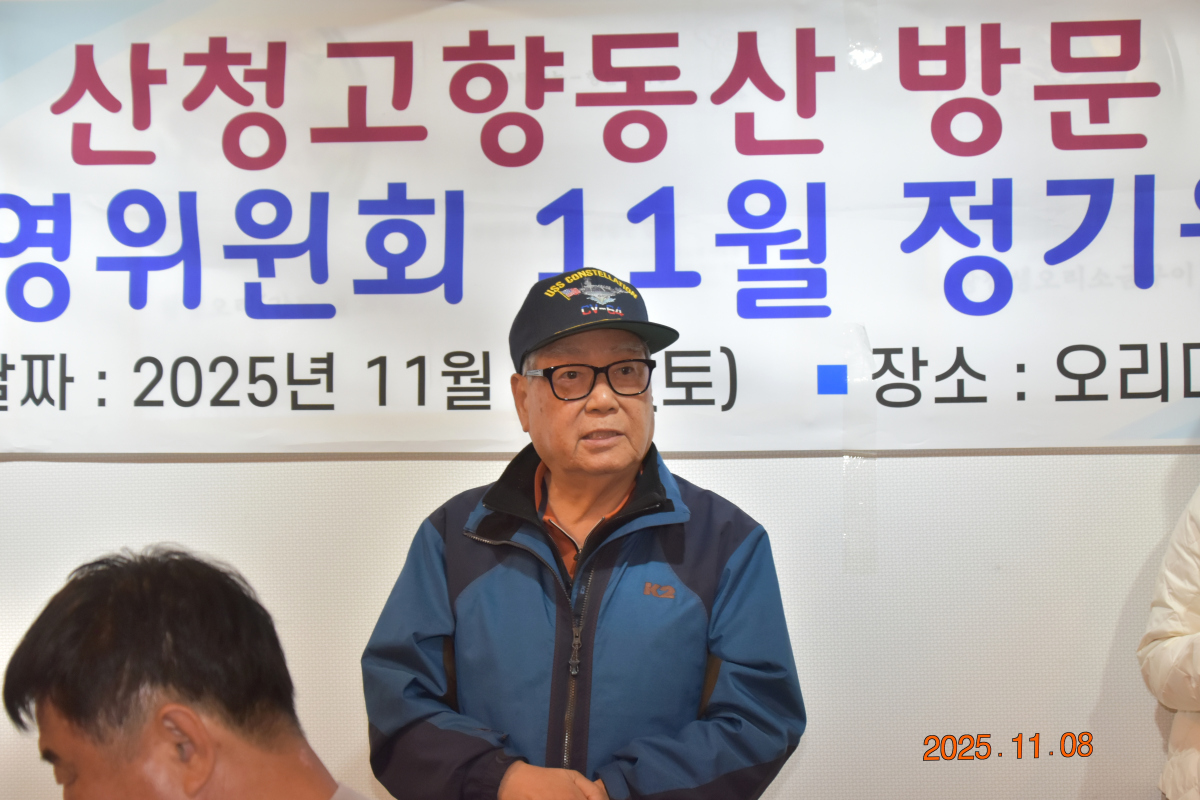 산청고향동산 방문
영위원회 11월 정기
날짜 : 2025년 11월 토)
■ 장소 : 오리
USS CONSTELLATION
CV-64
K2
2025.11.08